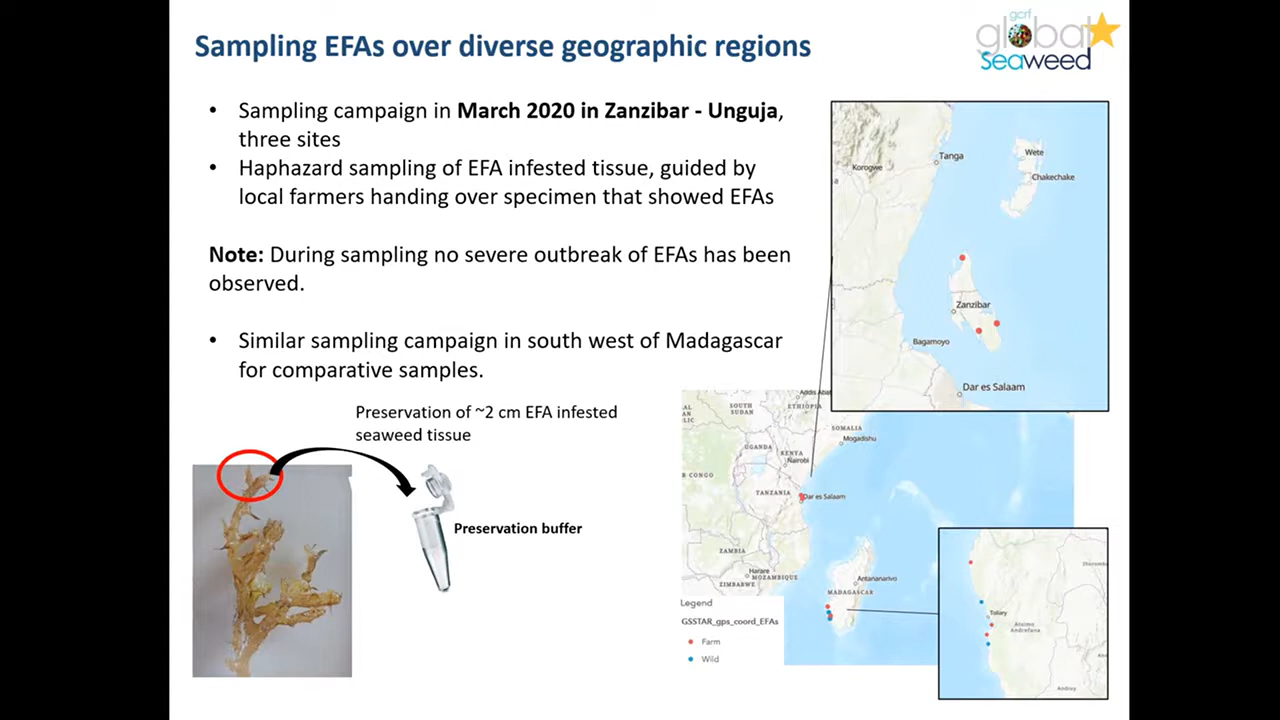 Sampling EFAs over diverse geographic regions
gcrf
global
Seaweed
• Sampling campaign in March 2020 in Zanzibar - Unguja,
three sites
• Haphazard sampling of EFA infested tissue, guided by
local farmers handing over specimen that showed EFAs
Note: During sampling no severe outbreak of EFAs has been
observed.
• Similar sampling campaign in south west of Madagascar
for comparative samples.
Preservation of ~2 cm EFA infested
seaweed tissue
Preservation buffer
Korogwe
Tanga
Wete
Chakechake
Zanzibar
Bagamoyo
Dar es Salaam
Addis Abab
SOUTH
SUDAN
ETHIOPIA
SOMALIA
Mogadishu
UGANDA
KENYA
Nairobi
TANZANIA
Dar es Salaam
ZAMBIA
Harare
ZIMBABWE
MOZAMBIQUE
Antananarivo
MADAGASCAR
Toliary
Atsimo
Andrefana
Legend
GSSTAR_gps_coord_EFAs
Farm
Wild